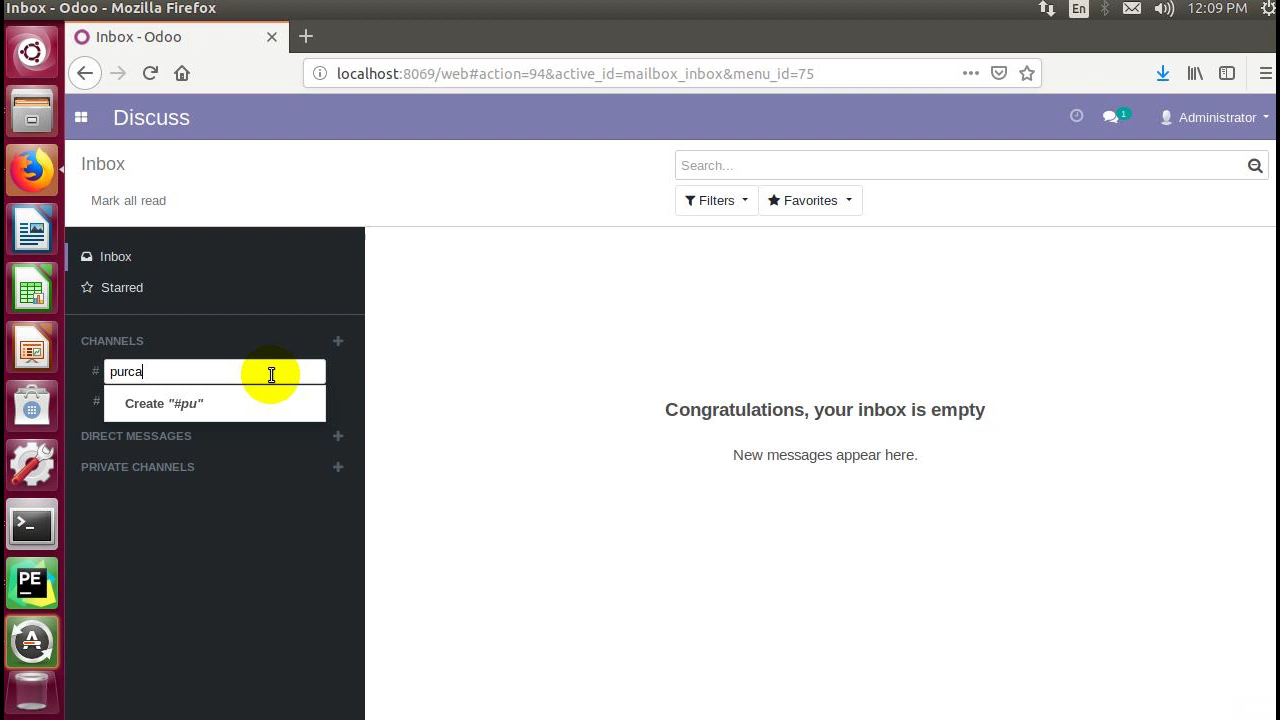 Inbox - Odoo - Mozilla Firefox
En
12:09 PM
Inbox - Odoo
localhost:8069/web#action=94&active_id=mailbox_inbox&menu_id=75
Discuss
1
Administrator
Inbox
Search...
Mark all read
Filters
Favorites
Inbox
Starred
CHANNELS
# purca
#
Create "#pu"
DIRECT MESSAGES
PRIVATE CHANNELS
Congratulations, your inbox is empty
New messages appear here.
>_
PE
A